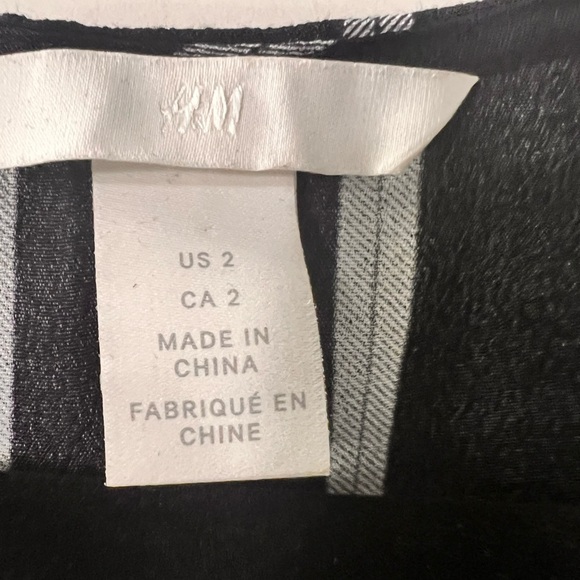 H&M
US 2
CA 2
MADE IN
CHINA
FABRIQUÉ EN
CHINE